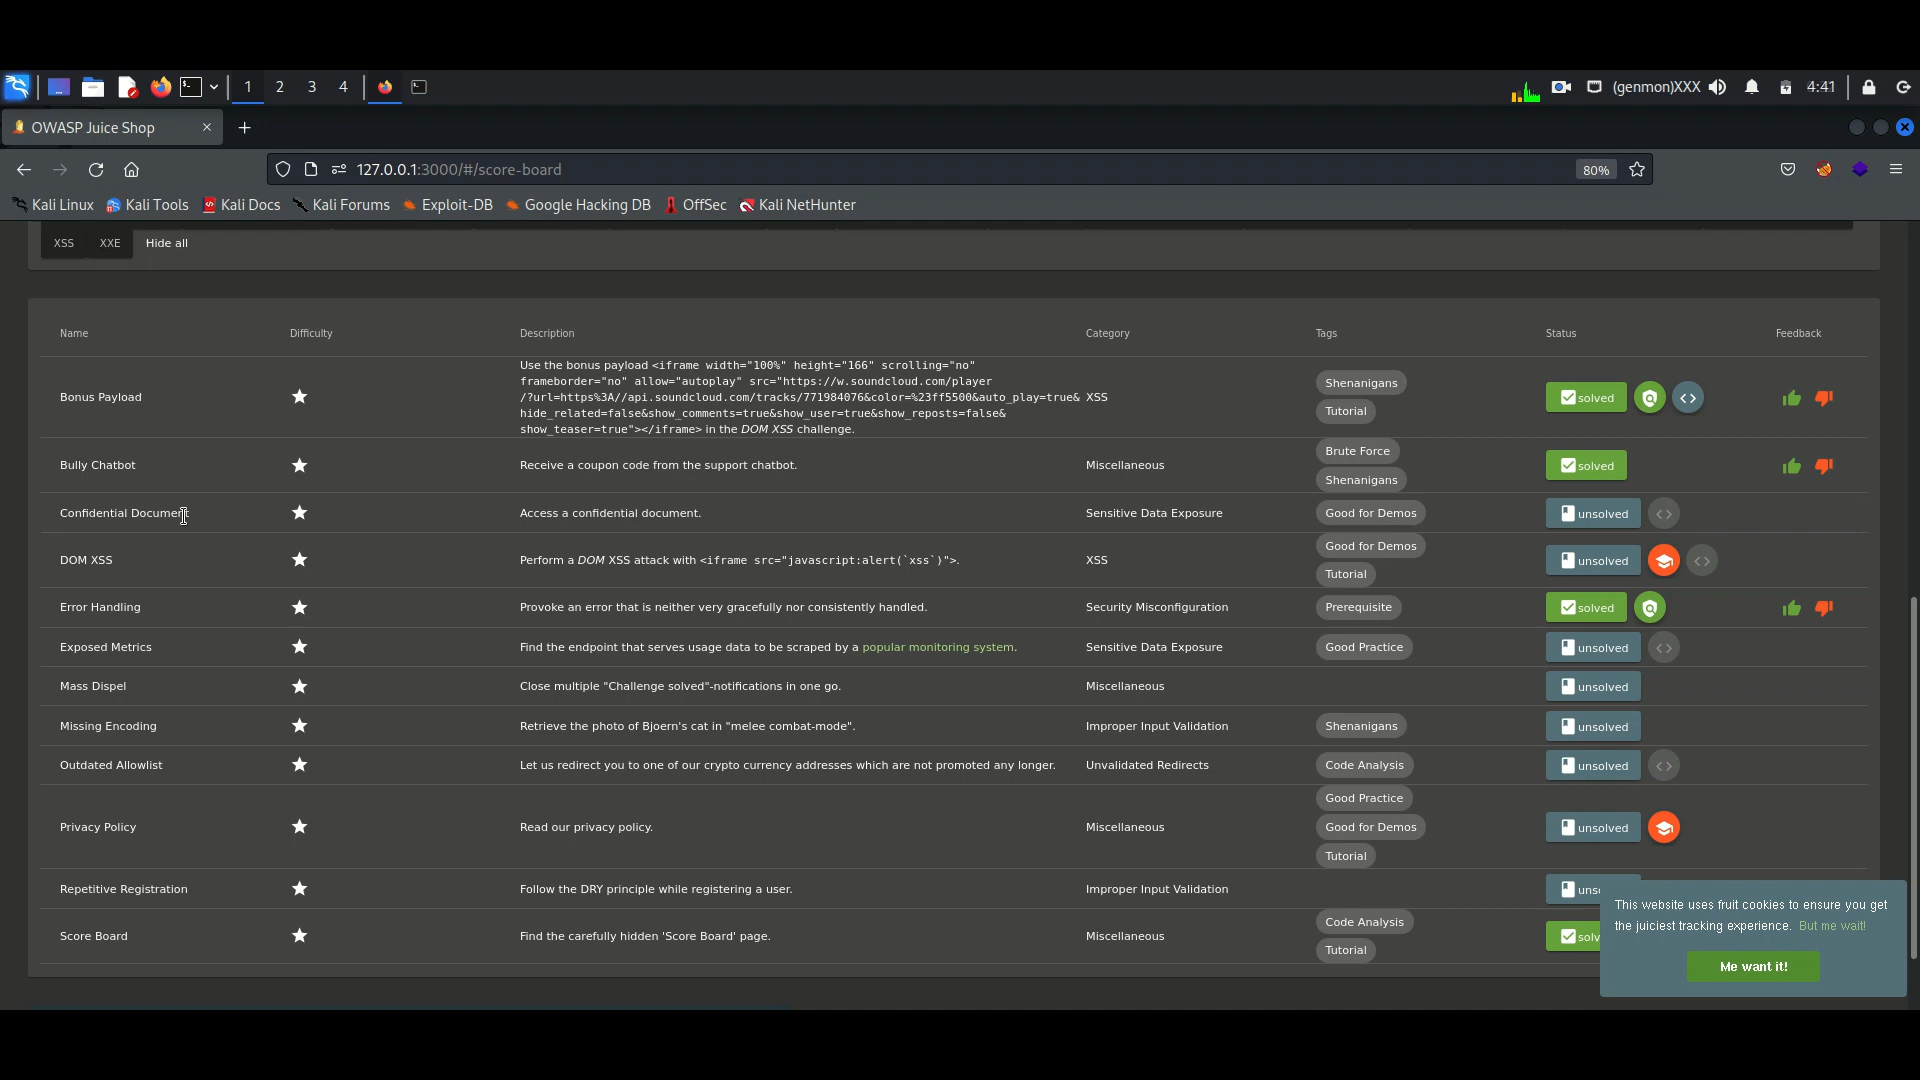 1 2 3 4 (genmon)XXX 4:41
OWASP Juice Shop
127.0.0.1:3000/#/score-board 80%
Kali Linux Kali Tools Kali Docs Kali Forums Exploit-DB Google Hacking DB OffSec Kali NetHunter
XSS XXE Hide all
Name Difficulty Description Category Tags Status Feedback
Use the bonus payload <iframe width="100%" height="166" scrolling="no"
frameborder="no" allow="autoplay" src="https://w.soundcloud.com/player
Bonus Payload /?url=https%3A//api.soundcloud.com/tracks/771984076&color=%23ff5500&auto_play=true& XSS Shenanigans Tutorial solved <>
hide_related=false&show_comments=true&show_user=true&show_reposts=false&
show_teaser=true"></iframe> in the DOM XSS challenge.
Bully Chatbot Receive a coupon code from the support chatbot. Miscellaneous Brute Force Shenanigans solved
Confidential Document Access a confidential document. Sensitive Data Exposure Good for Demos unsolved <>
DOM XSS Perform a DOM XSS attack with <iframe src="javascript:alert(`xss`)">. XSS Good for Demos Tutorial unsolved <>
Error Handling Provoke an error that is neither very gracefully nor consistently handled. Security Misconfiguration Prerequisite solved
Exposed Metrics Find the endpoint that serves usage data to be scraped by a popular monitoring system. Sensitive Data Exposure Good Practice unsolved <>
Mass Dispel Close multiple "Challenge solved"-notifications in one go. Miscellaneous unsolved
Missing Encoding Retrieve the photo of Bjoern's cat in "melee combat-mode". Improper Input Validation Shenanigans unsolved
Outdated Allowlist Let us redirect you to one of our crypto currency addresses which are not promoted any longer. Unvalidated Redirects Code Analysis unsolved <>
Privacy Policy Read our privacy policy. Miscellaneous Good Practice Good for Demos Tutorial unsolved
Repetitive Registration Follow the DRY principle while registering a user. Improper Input Validation uns
Score Board Find the carefully hidden 'Score Board' page. Miscellaneous Code Analysis Tutorial solv
This website uses fruit cookies to ensure you get
the juiciest tracking experience. But me wait!
Me want it!